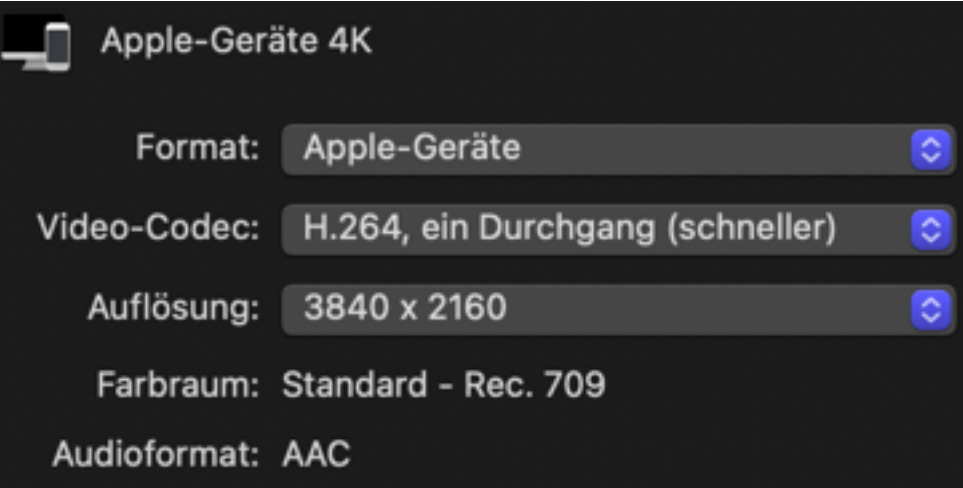 Apple-Geräte 4K
Format: Apple-Geräte
Video-Codec: H.264, ein Durchgang (schneller)
Auflösung: 3840 x 2160
Farbraum: Standard - Rec. 709
Audioformat: AAC